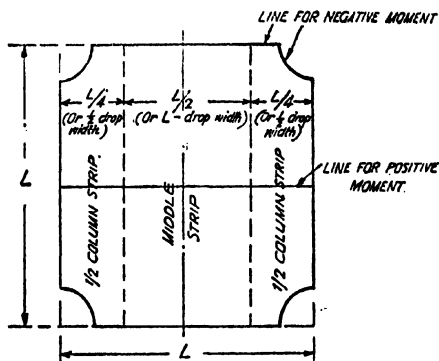 LINE FOR NEGATIVE MOMENT
L/4
(Or ½ drop
width)
L/2
(Or L - drop width)
L/4
(Or ½ drop
width)
L
LINE FOR POSITIVE
MOMENT.
1/2 COLUMN STRIP.
MIDDLE
STRIP
1/2 COLUMN STRIP
L